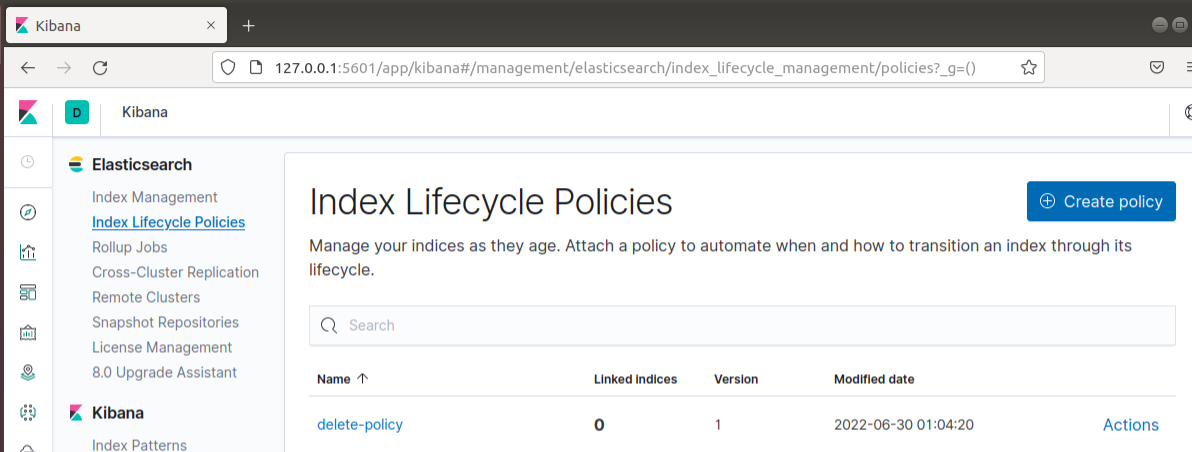 Kibana
127.0.0.1:5601/app/kibana#/management/elasticsearch/index_lifecycle_management/policies?_g=()
D Kibana
Elasticsearch
Index Management
Index Lifecycle Policies
Rollup Jobs
Cross-Cluster Replication
Remote Clusters
Snapshot Repositories
License Management
8.0 Upgrade Assistant
Kibana
Index Patterns
Index Lifecycle Policies
Create policy
Manage your indices as they age. Attach a policy to automate when and how to transition an index through its
lifecycle.
Search
Name Linked indices Version Modified date
delete-policy 0 1 2022-06-30 01:04:20 Actions